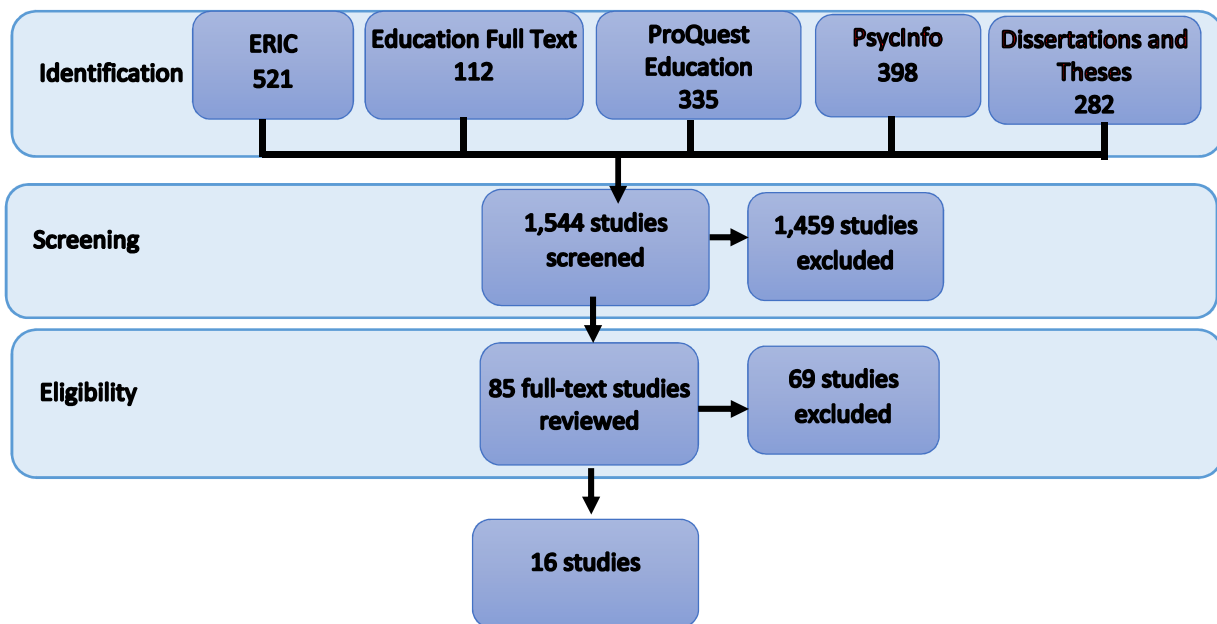 Identification
ERIC
521
Education Full Text
112
ProQuest
Education
335
PsycInfo
398
Dissertations and
Theses
282
Screening
1,544 studies
screened
1,459 studies
excluded
Eligibility
85 full-text studies
reviewed
69 studies
excluded
16 studies